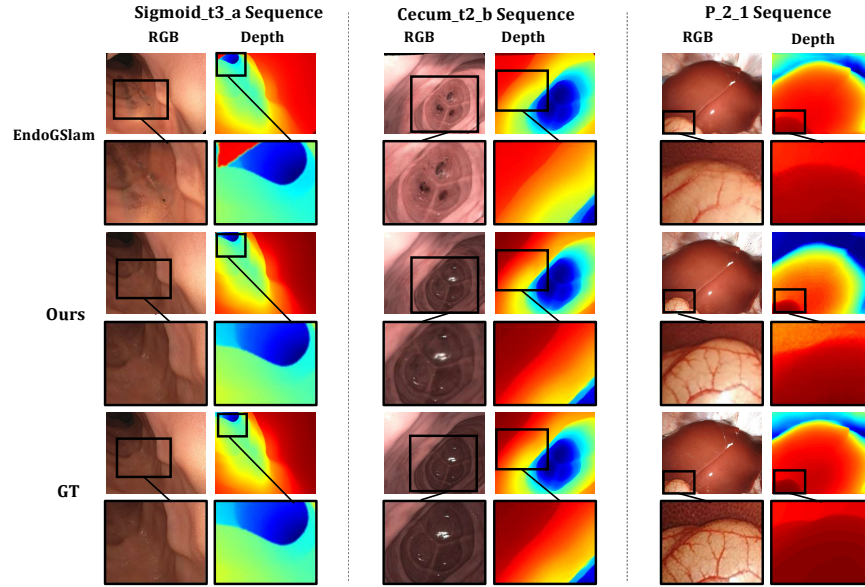 Sigmoid_t3_a Sequence Cecum_t2_b Sequence P_2_1 Sequence
RGB Depth RGB Depth RGB Depth
EndoGSlam
Ours
GT